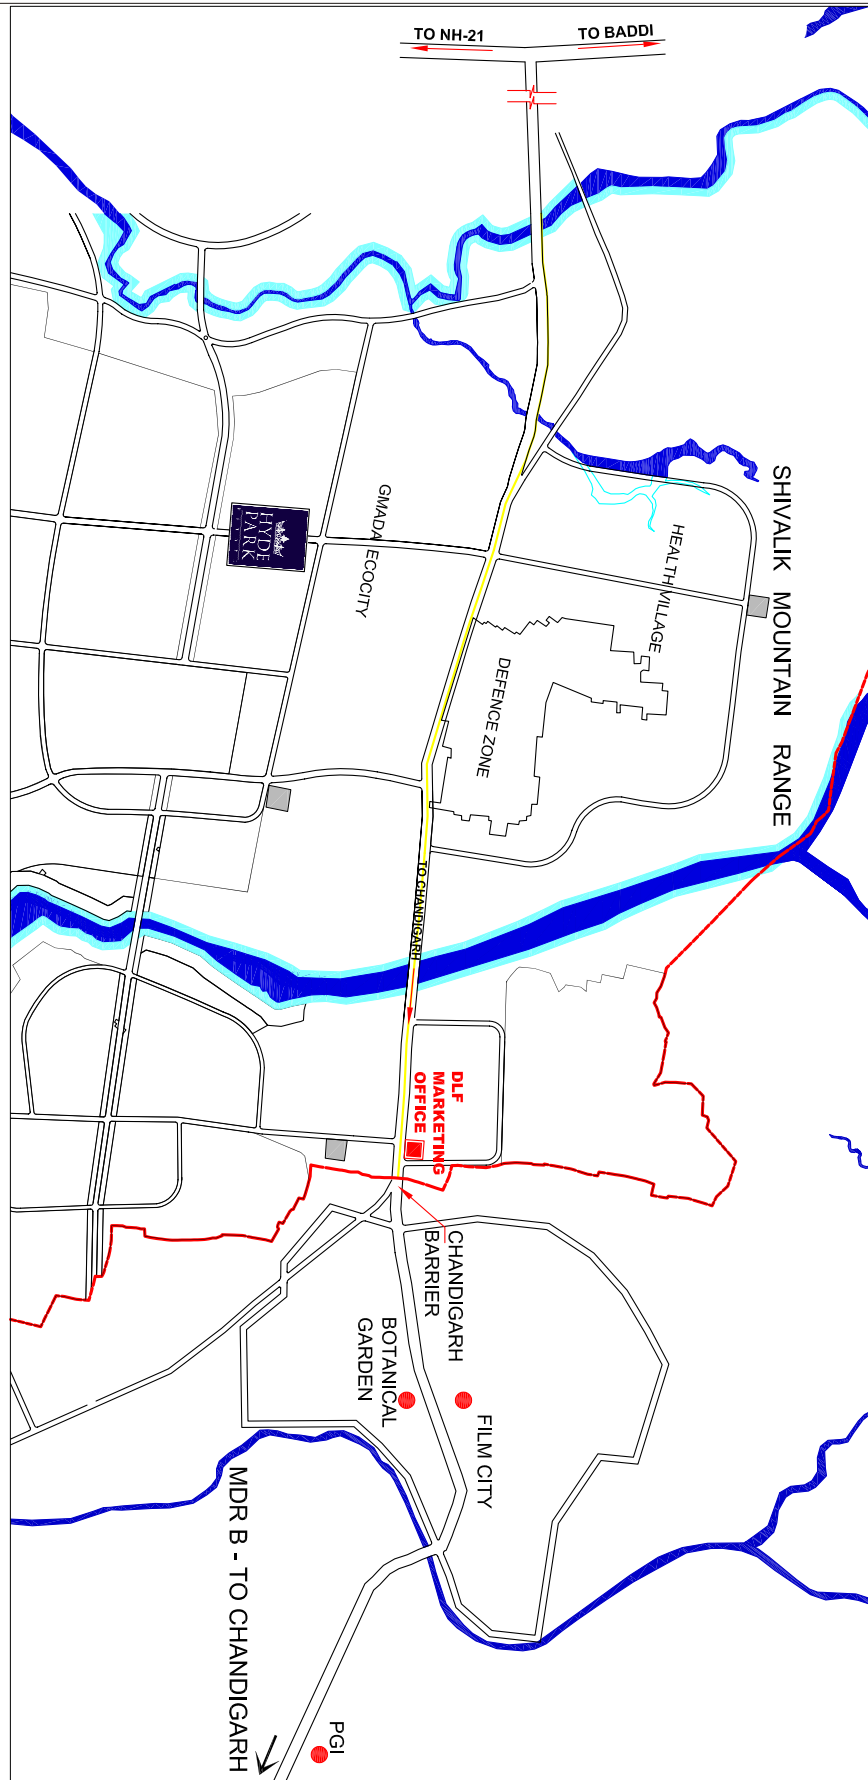 TO NH-21
TO BADDI
SHIVALIK MOUNTAIN RANGE
HEALTH VILLAGE
GMADA ECOCITY
HYDE
PARK
DEFENCE ZONE
TO CHANDIGARH
DLF
MARKETING
OFFICE
CHANDIGARH
BARRIER
BOTANICAL
GARDEN
FILM CITY
MDR B - TO CHANDIGARH
PGI